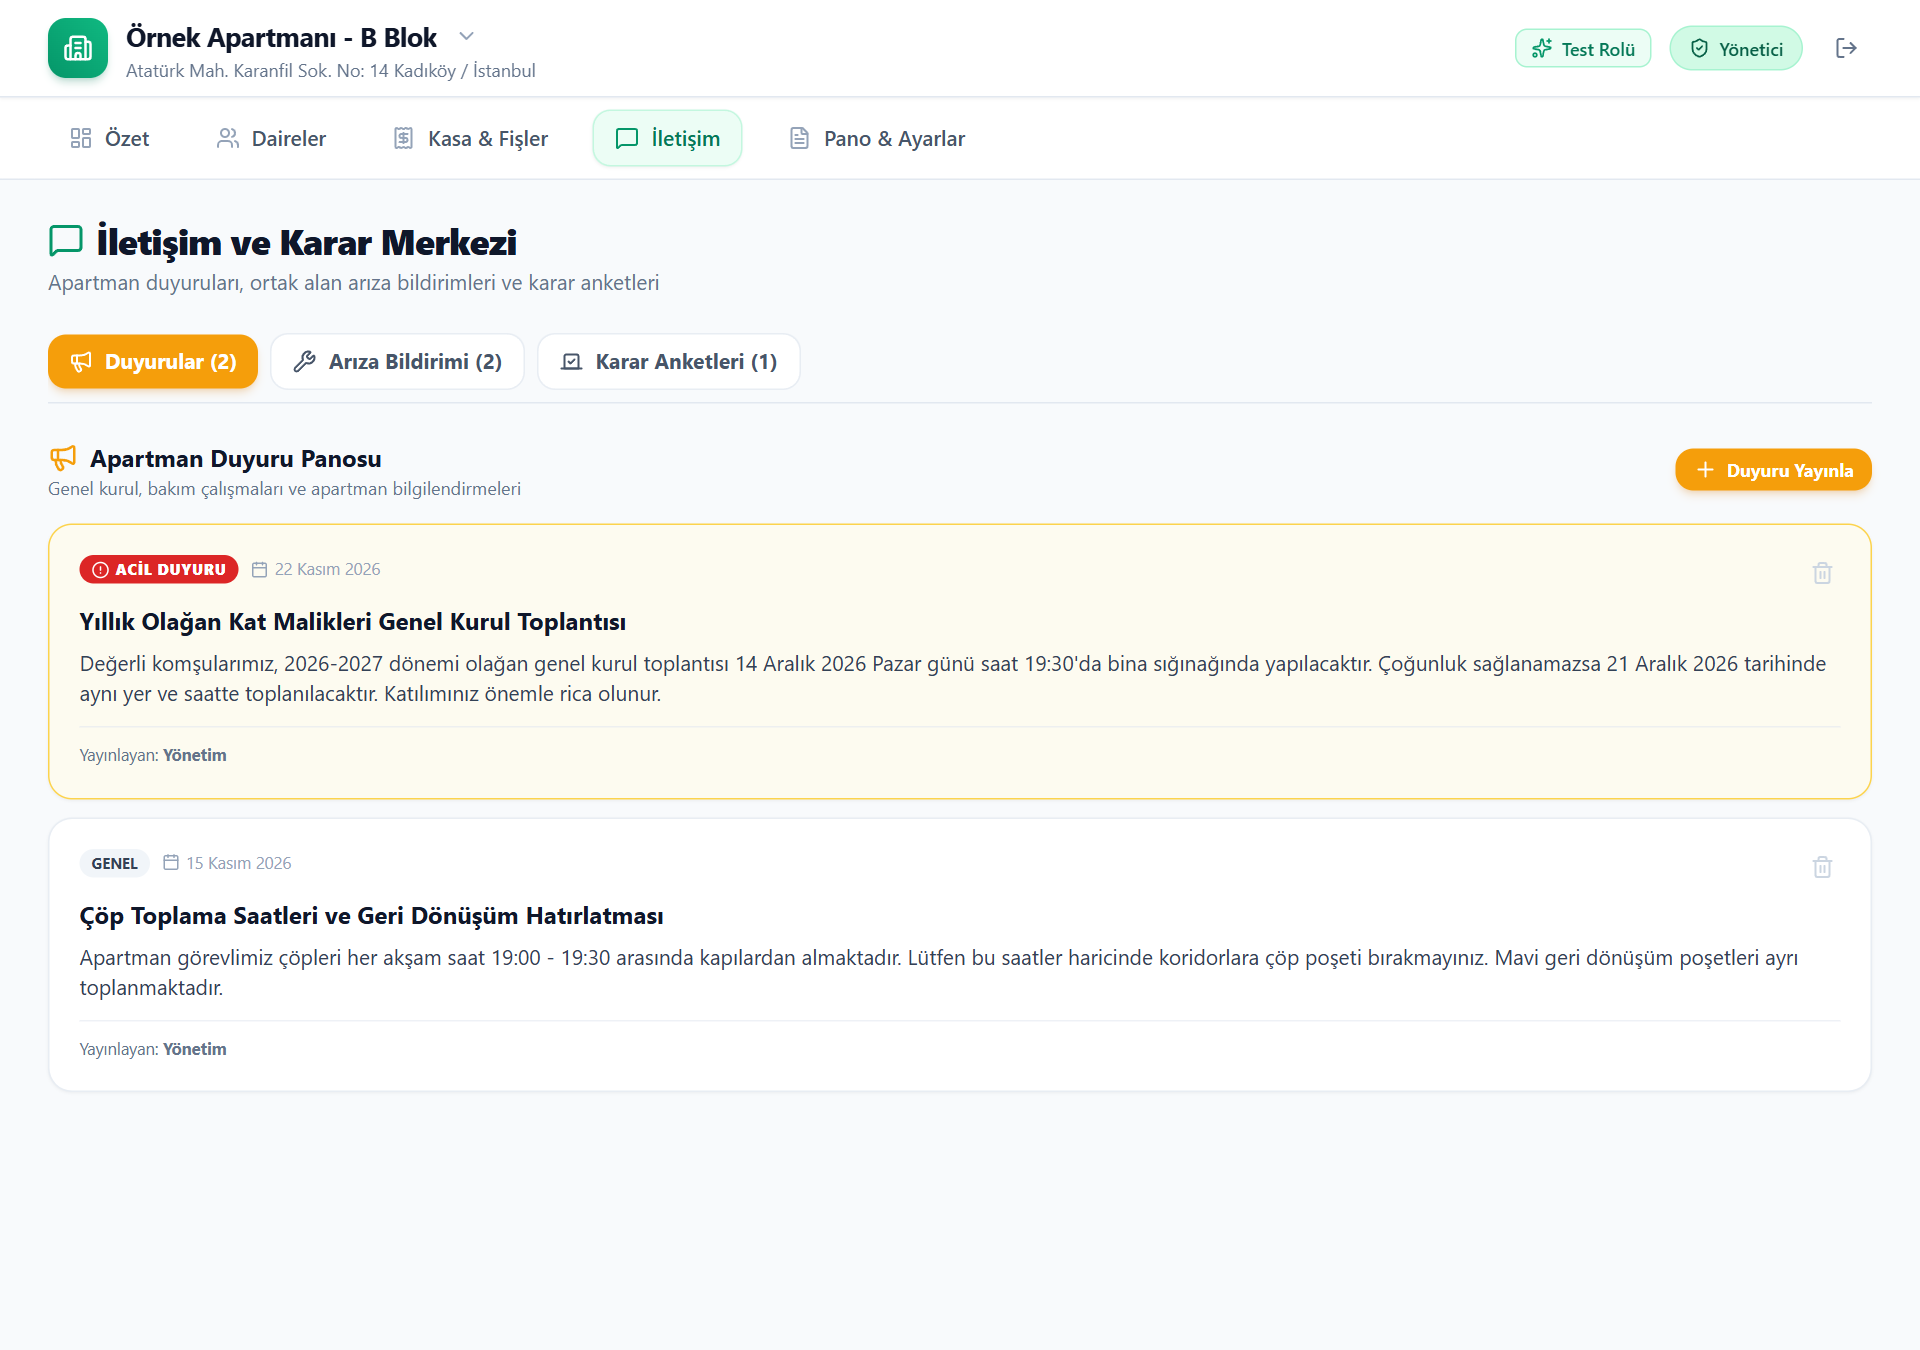 Örnek Apartmanı - B Blok
Atatürk Mah. Karanfil Sok. No: 14 Kadıköy / İstanbul
Test Rolü
Yönetici
Özet
Daireler
Kasa & Fişler
İletişim
Pano & Ayarlar
İletişim ve Karar Merkezi
Apartman duyuruları, ortak alan arıza bildirimleri ve karar anketleri
Duyurular (2)
Arıza Bildirimi (2)
Karar Anketleri (1)
Apartman Duyuru Panosu
Genel kurul, bakım çalışmaları ve apartman bilgilendirmeleri
Duyuru Yayınla
ACİL DUYURU
22 Kasım 2026
Yıllık Olağan Kat Malikleri Genel Kurul Toplantısı
Değerli komşularımız, 2026-2027 dönemi olağan genel kurul toplantısı 14 Aralık 2026 Pazar günü saat 19:30'da bina sığınağında yapılacaktır. Çoğunluk sağlanamazsa 21 Aralık 2026 tarihinde
aynı yer ve saatte toplanılacaktır. Katılımınız önemle rica olunur.
Yayınlayan: Yönetim
GENEL
15 Kasım 2026
Çöp Toplama Saatleri ve Geri Dönüşüm Hatırlatması
Apartman görevlimiz çöpleri her akşam saat 19:00 - 19:30 arasında kapılardan almaktadır. Lütfen bu saatler haricinde koridorlara çöp poşeti bırakmayınız. Mavi geri dönüşüm poşetleri ayrı
toplanmaktadır.
Yayınlayan: Yönetim